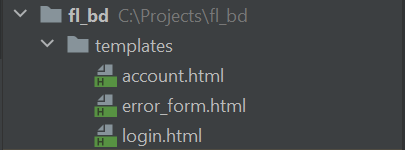 fl_bd C:\Projects\fl_bd
templates
H account.html
H error_form.html
H login.html